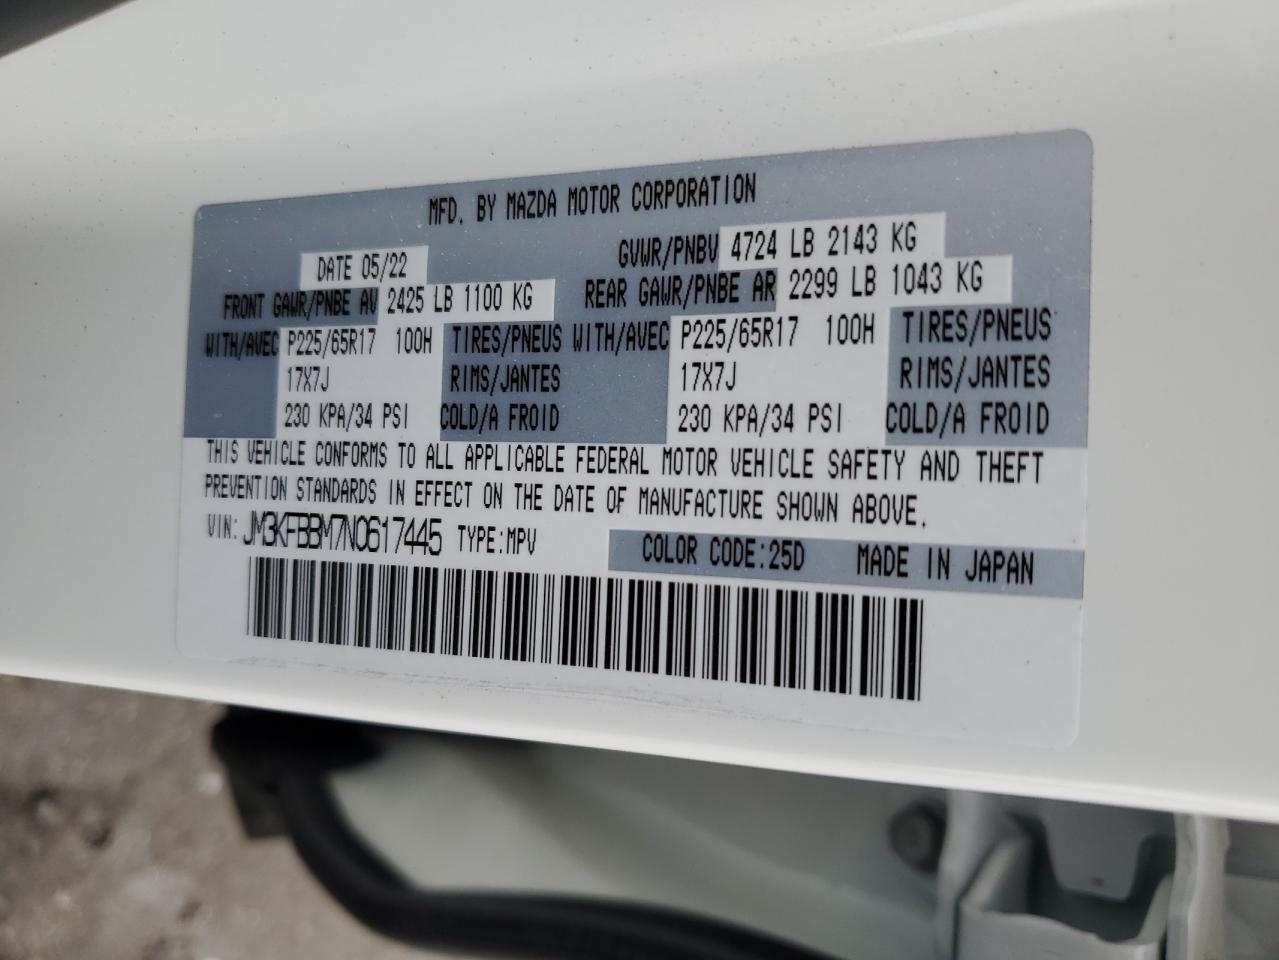 MFD. BY MAZDA MOTOR CORPORATION
DATE 05/22 GVWR/PNBV 4724 LB 2143 KG
FRONT GAWR/PNBE AV 2425 LB 1100 KG REAR GAWR/PNBE AR 2299 LB 1043 KG
WITH/AVEC P225/65R17 100H TIRES/PNEUS WITH/AVEC P225/65R17 100H TIRES/PNEUS
17X7J RIMS/JANTES 17X7J RIMS/JANTES
230 KPA/34 PSI COLD/A FROID 230 KPA/34 PSI COLD/A FROID
THIS VEHICLE CONFORMS TO ALL APPLICABLE FEDERAL MOTOR VEHICLE SAFETY AND THEFT
PREVENTION STANDARDS IN EFFECT ON THE DATE OF MANUFACTURE SHOWN ABOVE.
VIN: JM3KFBBM7N0617445 TYPE:MPV COLOR CODE:25D MADE IN JAPAN